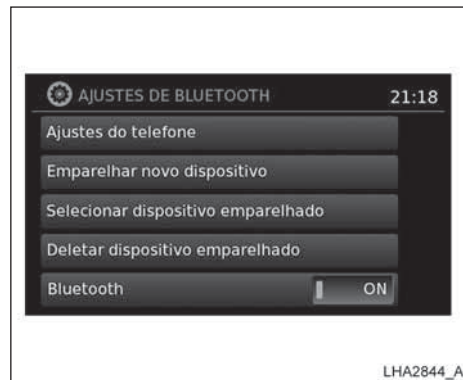 AJUSTES DE BLUETOOTH 21:18
Ajustes do telefone
Emparelhar novo dispositivo
Selecionar dispositivo emparelhado
Deletar dispositivo emparelhado
Bluetooth ON
LHA2844_A